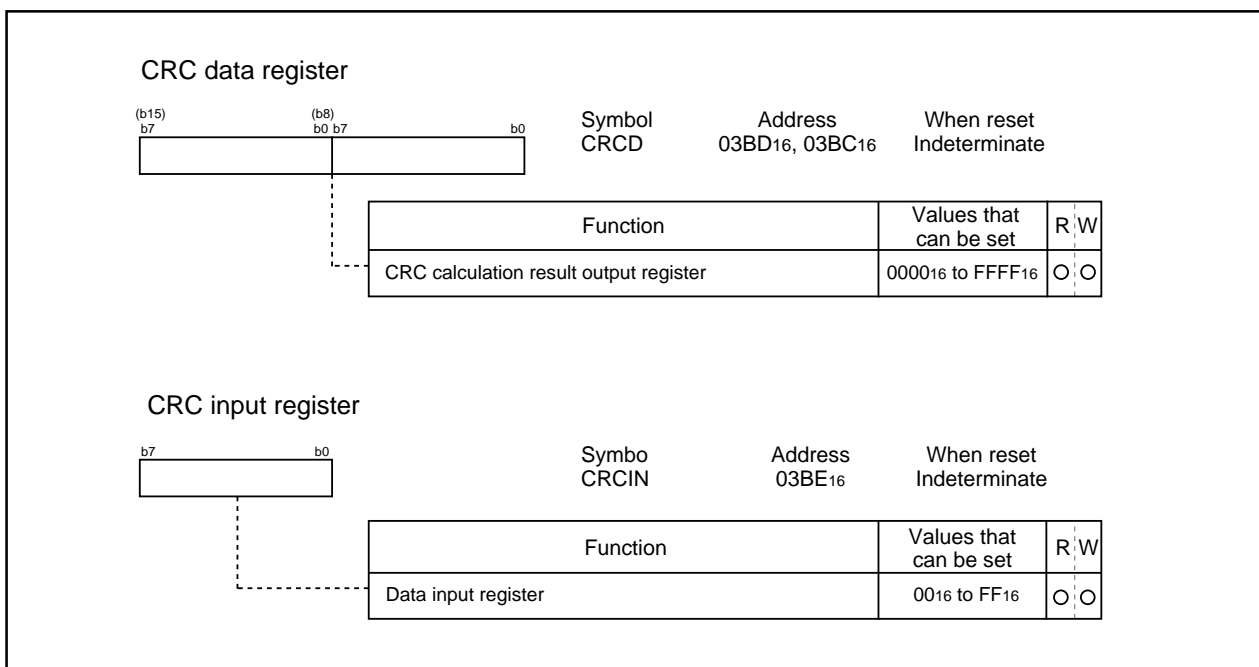 CRC data register
(b15) (b8)
b7 b0 b7 b0
Symbol Address When reset
CRCD 03BD16, 03BC16 Indeterminate
Function Values that can be set R W
CRC calculation result output register 000016 to FFFF16 O O
CRC input register
b7 b0
Symbo Address When reset
CRCIN 03BE16 Indeterminate
Function Values that can be set R W
Data input register 0016 to FF16 O O